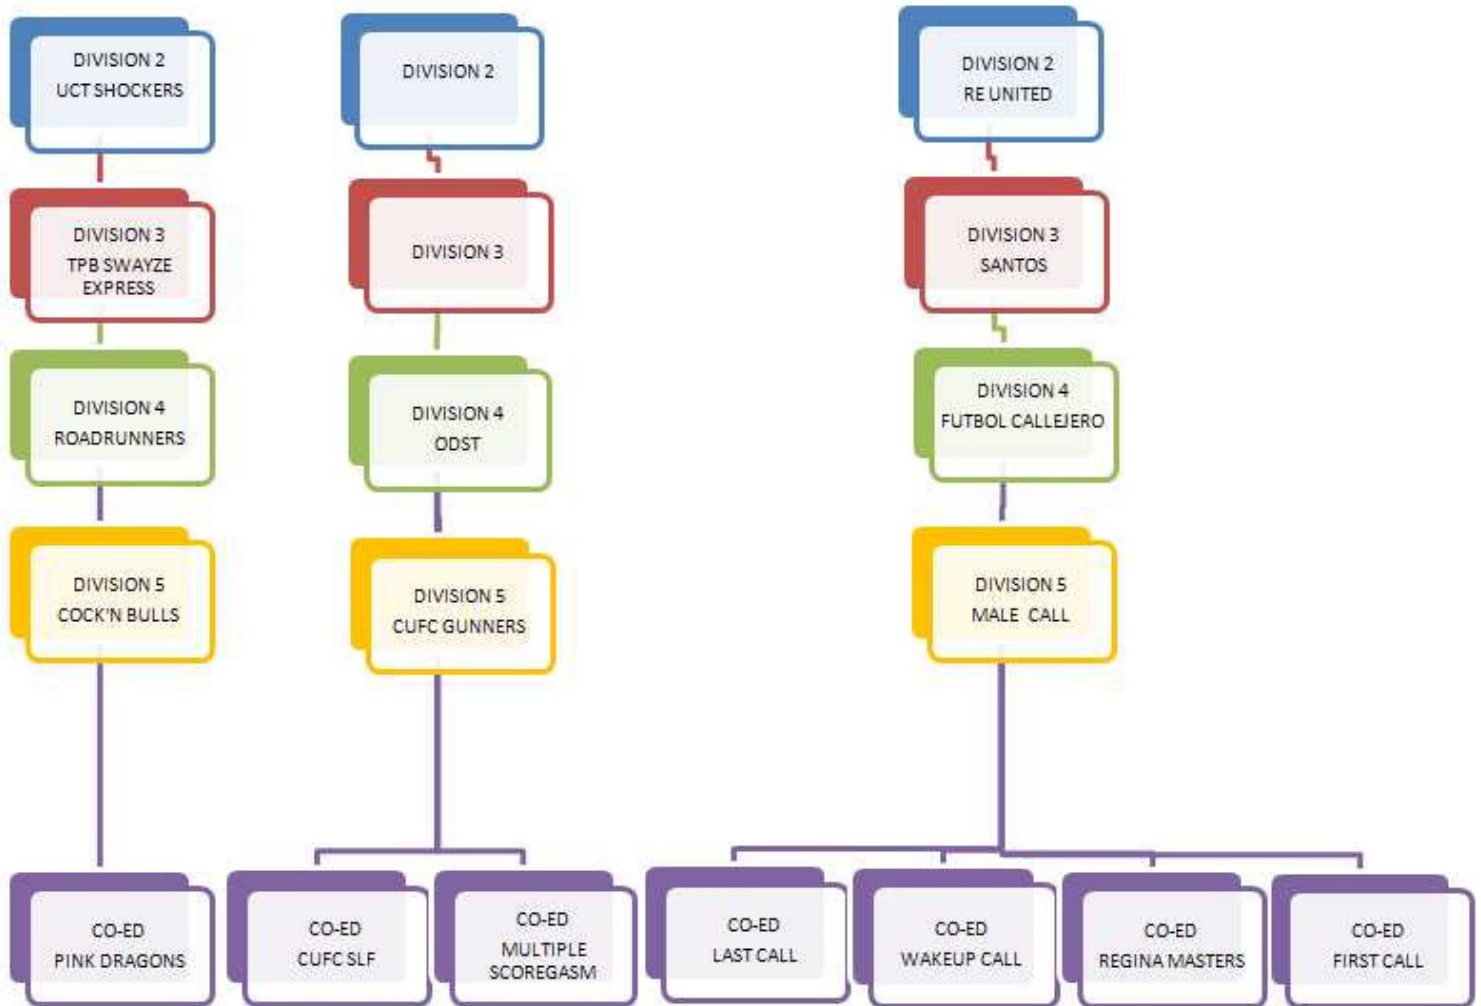 DIVISION 2
UCT SHOCKERS
DIVISION 2
DIVISION 2
RE UNITED
DIVISION 3
TPB SWAYZE
EXPRESS
DIVISION 3
DIVISION 3
SANTOS
DIVISION 4
ROADRUNNERS
DIVISION 4
ODST
DIVISION 4
FUTBOL CALLEJERO
DIVISION 5
COCK'N BULLS
DIVISION 5
CUFC GUNNERS
DIVISION 5
MALE CALL
CO-ED
PINK DRAGONS
CO-ED
CUFC SLF
CO-ED
MULTIPLE
SCOREGASM
CO-ED
LAST CALL
CO-ED
WAKEUP CALL
CO-ED
REGINA MASTERS
CO-ED
FIRST CALL